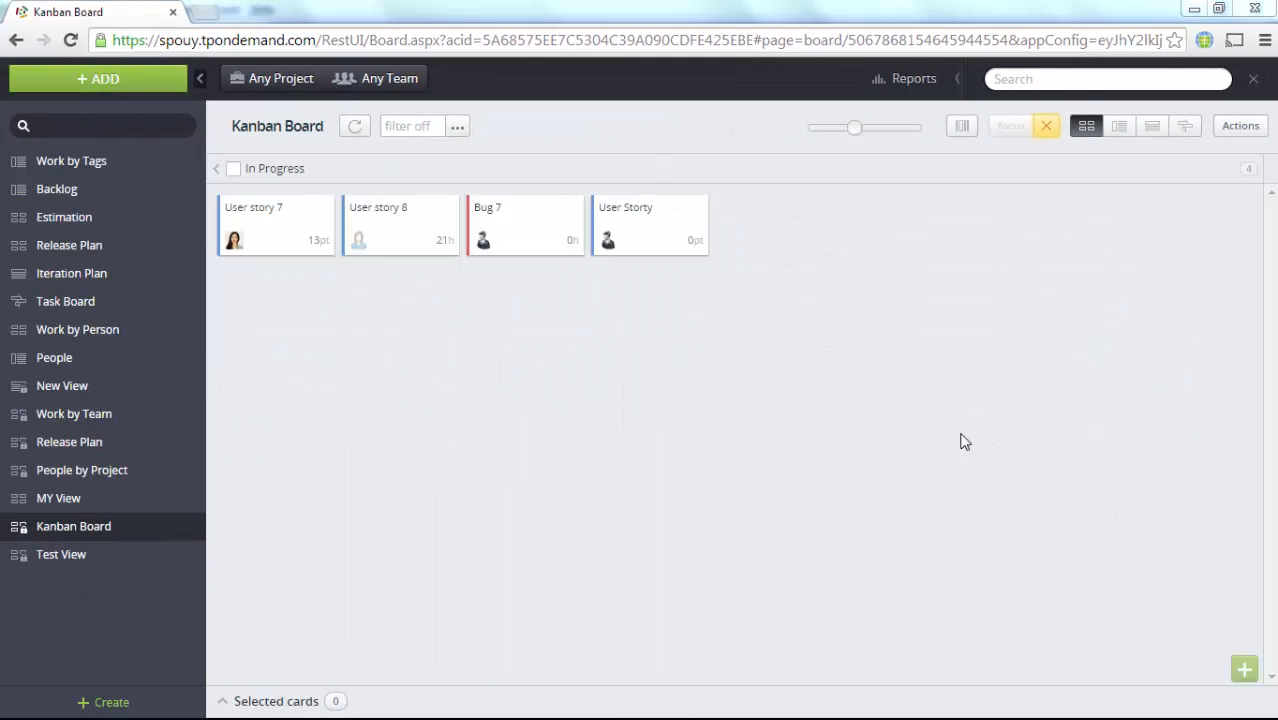 Kanban Board
https://spouy.tpondemand.com/RestUI/Board.aspx?acid=5A68575EE7C5304C39A090CDFE425EBE#page=board/5067868154645944554&appConfig=eyJhY2lkIj
+ ADD
Any Project
Any Team
Reports
Search
Kanban Board
filter off
...
focus
Actions
Work by Tags
Backlog
Estimation
Release Plan
Iteration Plan
Task Board
Work by Person
People
New View
Work by Team
Release Plan
People by Project
MY View
Kanban Board
Test View
+ Create
In Progress
4
User story 7
13pt
User story 8
21h
Bug 7
0h
User Storty
0pt
Selected cards 0